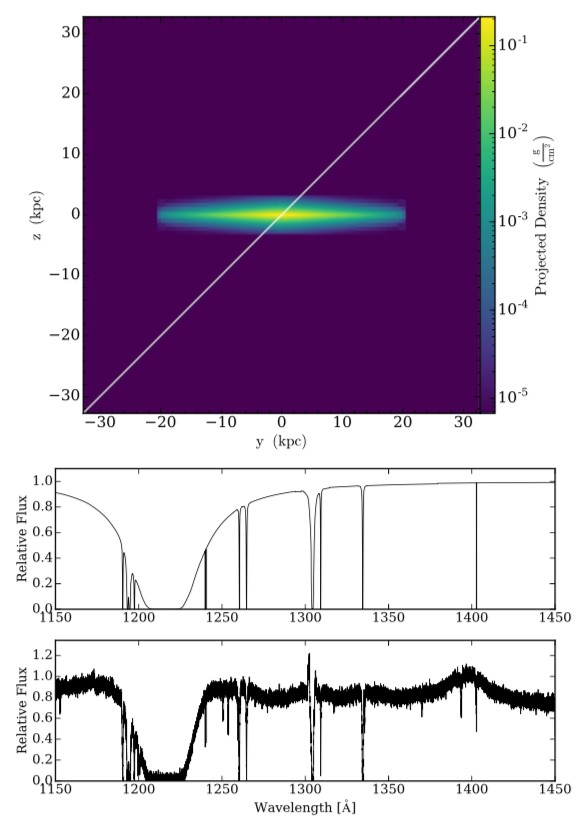 30
20
10
0
−10
−20
−30
z (kpc)
−30 −20 −10 0 10 20 30
y (kpc)
10^-1
10^-2
10^-3
10^-4
10^-5
Projected Density (g/cm^2)
1.0
0.8
0.6
0.4
0.2
0.0
Relative Flux
1150 1200 1250 1300 1350 1400 1450
1.2
1.0
0.8
0.6
0.4
0.2
0.0
Relative Flux
1150 1200 1250 1300 1350 1400 1450
Wavelength [Å]